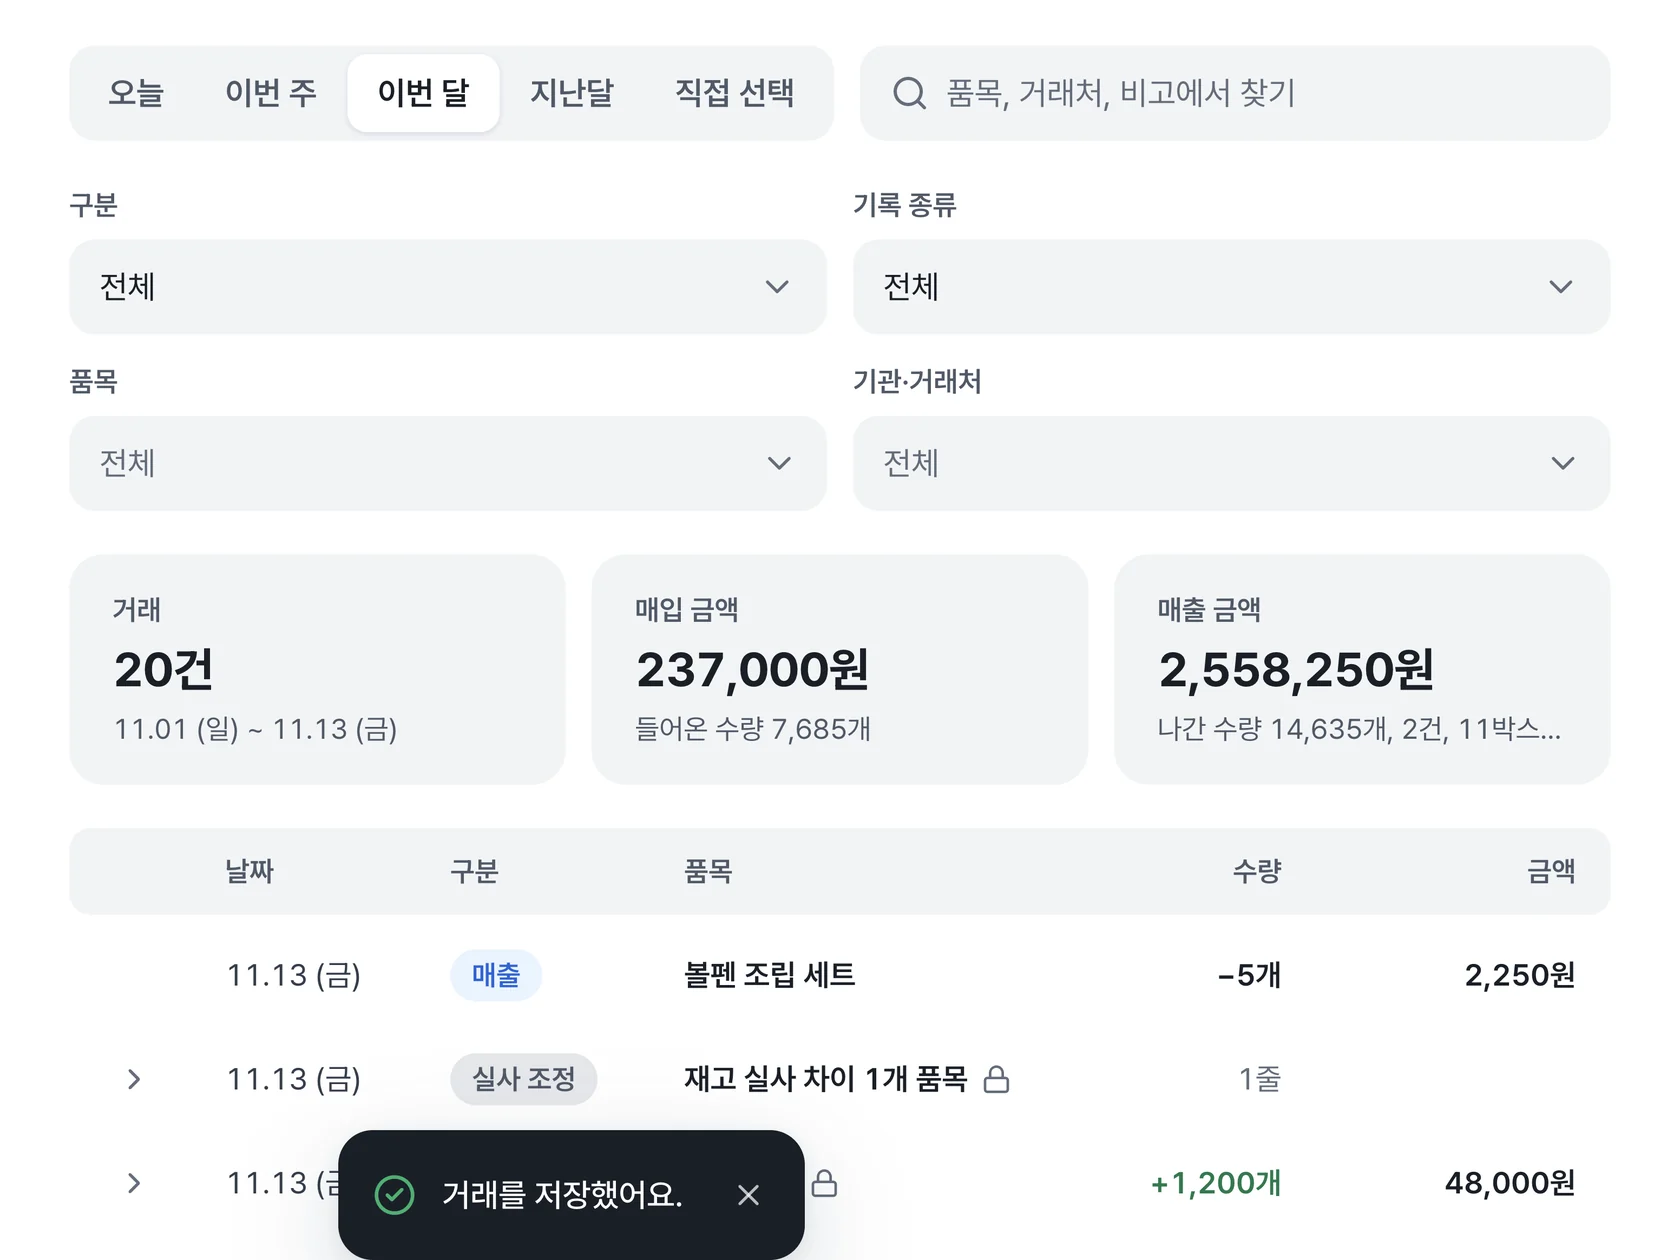 오늘 이번 주 이번 달 지난달 직접 선택 품목, 거래처, 비고에서 찾기
구분 기록 종류
전체 전체
품목 기관·거래처
전체 전체
거래 매입 금액 매출 금액
20건 237,000원 2,558,250원
11.01 (일) ~ 11.13 (금) 들어온 수량 7,685개 나간 수량 14,635개, 2건, 11박스...
날짜 구분 품목 수량 금액
11.13 (금) 매출 볼펜 조립 세트 –5개 2,250원
11.13 (금) 실사 조정 재고 실사 차이 1개 품목 1줄
11.13 +1,200개 48,000원
거래를 저장했어요.